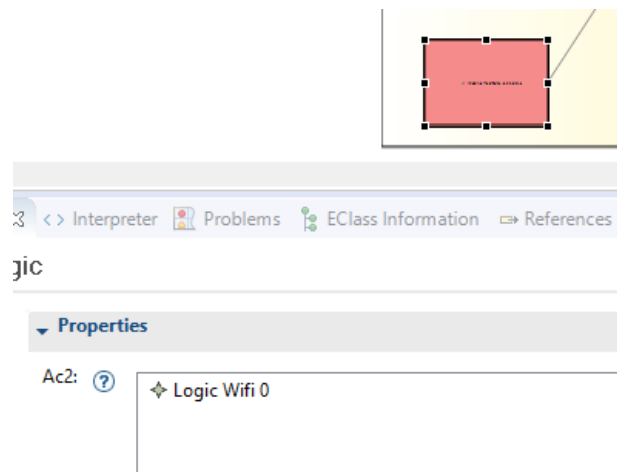 <> Interpreter Problems EClass Information References
gic
Properties
Ac2: ? Logic Wifi 0